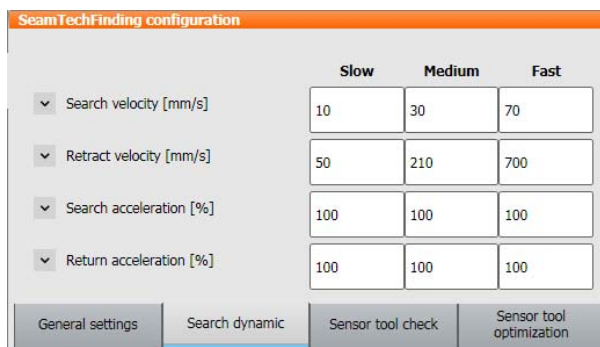 SeamTechFinding configuration
Slow Medium Fast
Search velocity [mm/s] 10 30 70
Retract velocity [mm/s] 50 210 700
Search acceleration [%] 100 100 100
Return acceleration [%] 100 100 100
General settings Search dynamic Sensor tool check Sensor tool
optimization